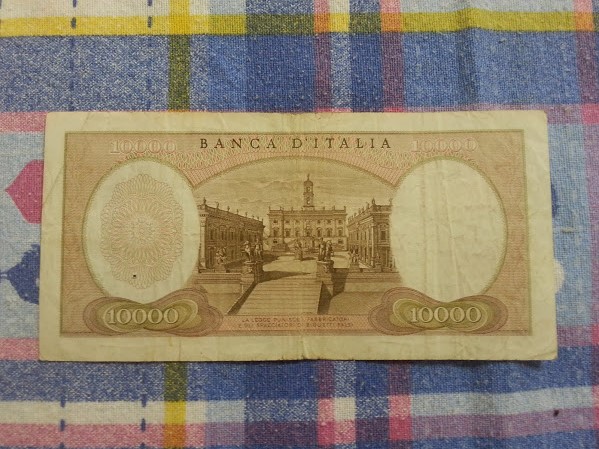 10000 BANCA D'ITALIA 10000
10000 10000
LA LEGGE PUNISCE I FABBRICATORI
E GLI SPACCIATORI DI BIGLIETTI FALSI